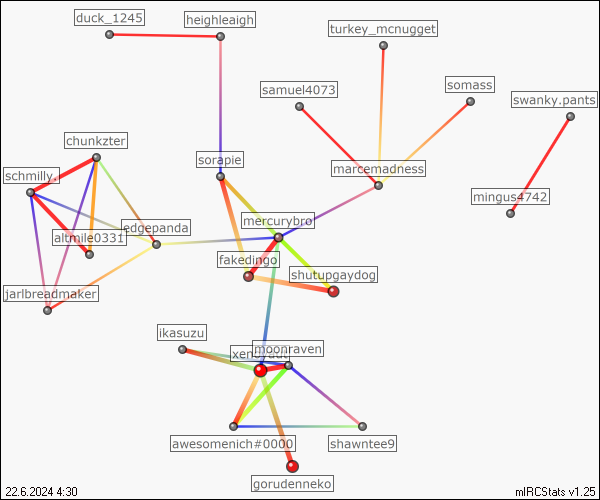 duck_1245
heighleaigh
turkey_mcnugget
samuel4073
somass
swanky.pants
chunkzter
sorapie
marcemadness
schmilly.
mingus4742
edgepanda
mercurybro
altmile0331
fakedingo
shutupgaydog
jarlbreadmaker
ikasuzu
moonraven
awesomenich#0000
shawntee9
gorudenneko
22.6.2024 4:30
mIRCStats v1.25